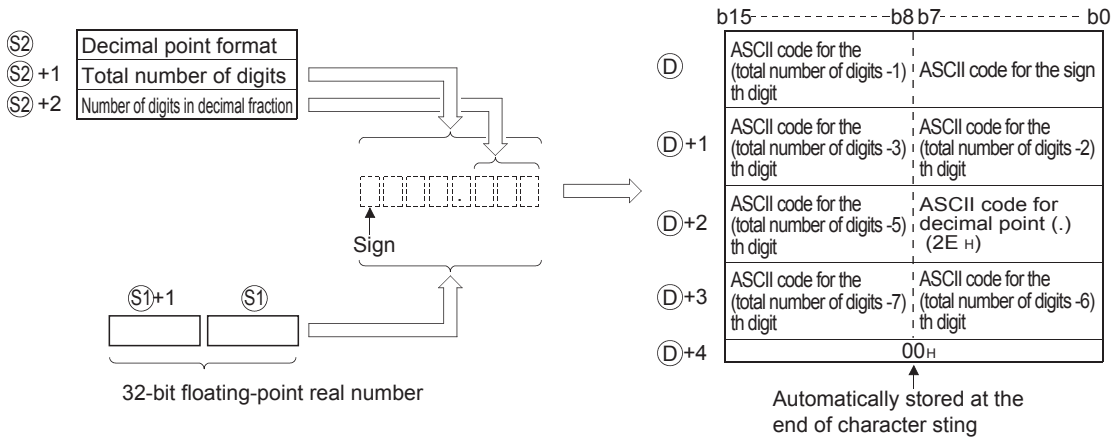 S2 Decimal point format
S2 +1 Total number of digits
S2 +2 Number of digits in decimal fraction
.
Sign
S1+1 S1
32-bit floating-point real number
b15 b8 b7 b0
D
ASCII code for the
(total number of digits -1)
th digit
ASCII code for the sign
D+1
ASCII code for the
(total number of digits -3)
th digit
ASCII code for the
(total number of digits -2)
th digit
D+2
ASCII code for the
(total number of digits -5)
th digit
ASCII code for
decimal point (.)
(2E H)
D+3
ASCII code for the
(total number of digits -7)
th digit
ASCII code for the
(total number of digits -6)
th digit
D+4
00H
Automatically stored at the
end of character sting